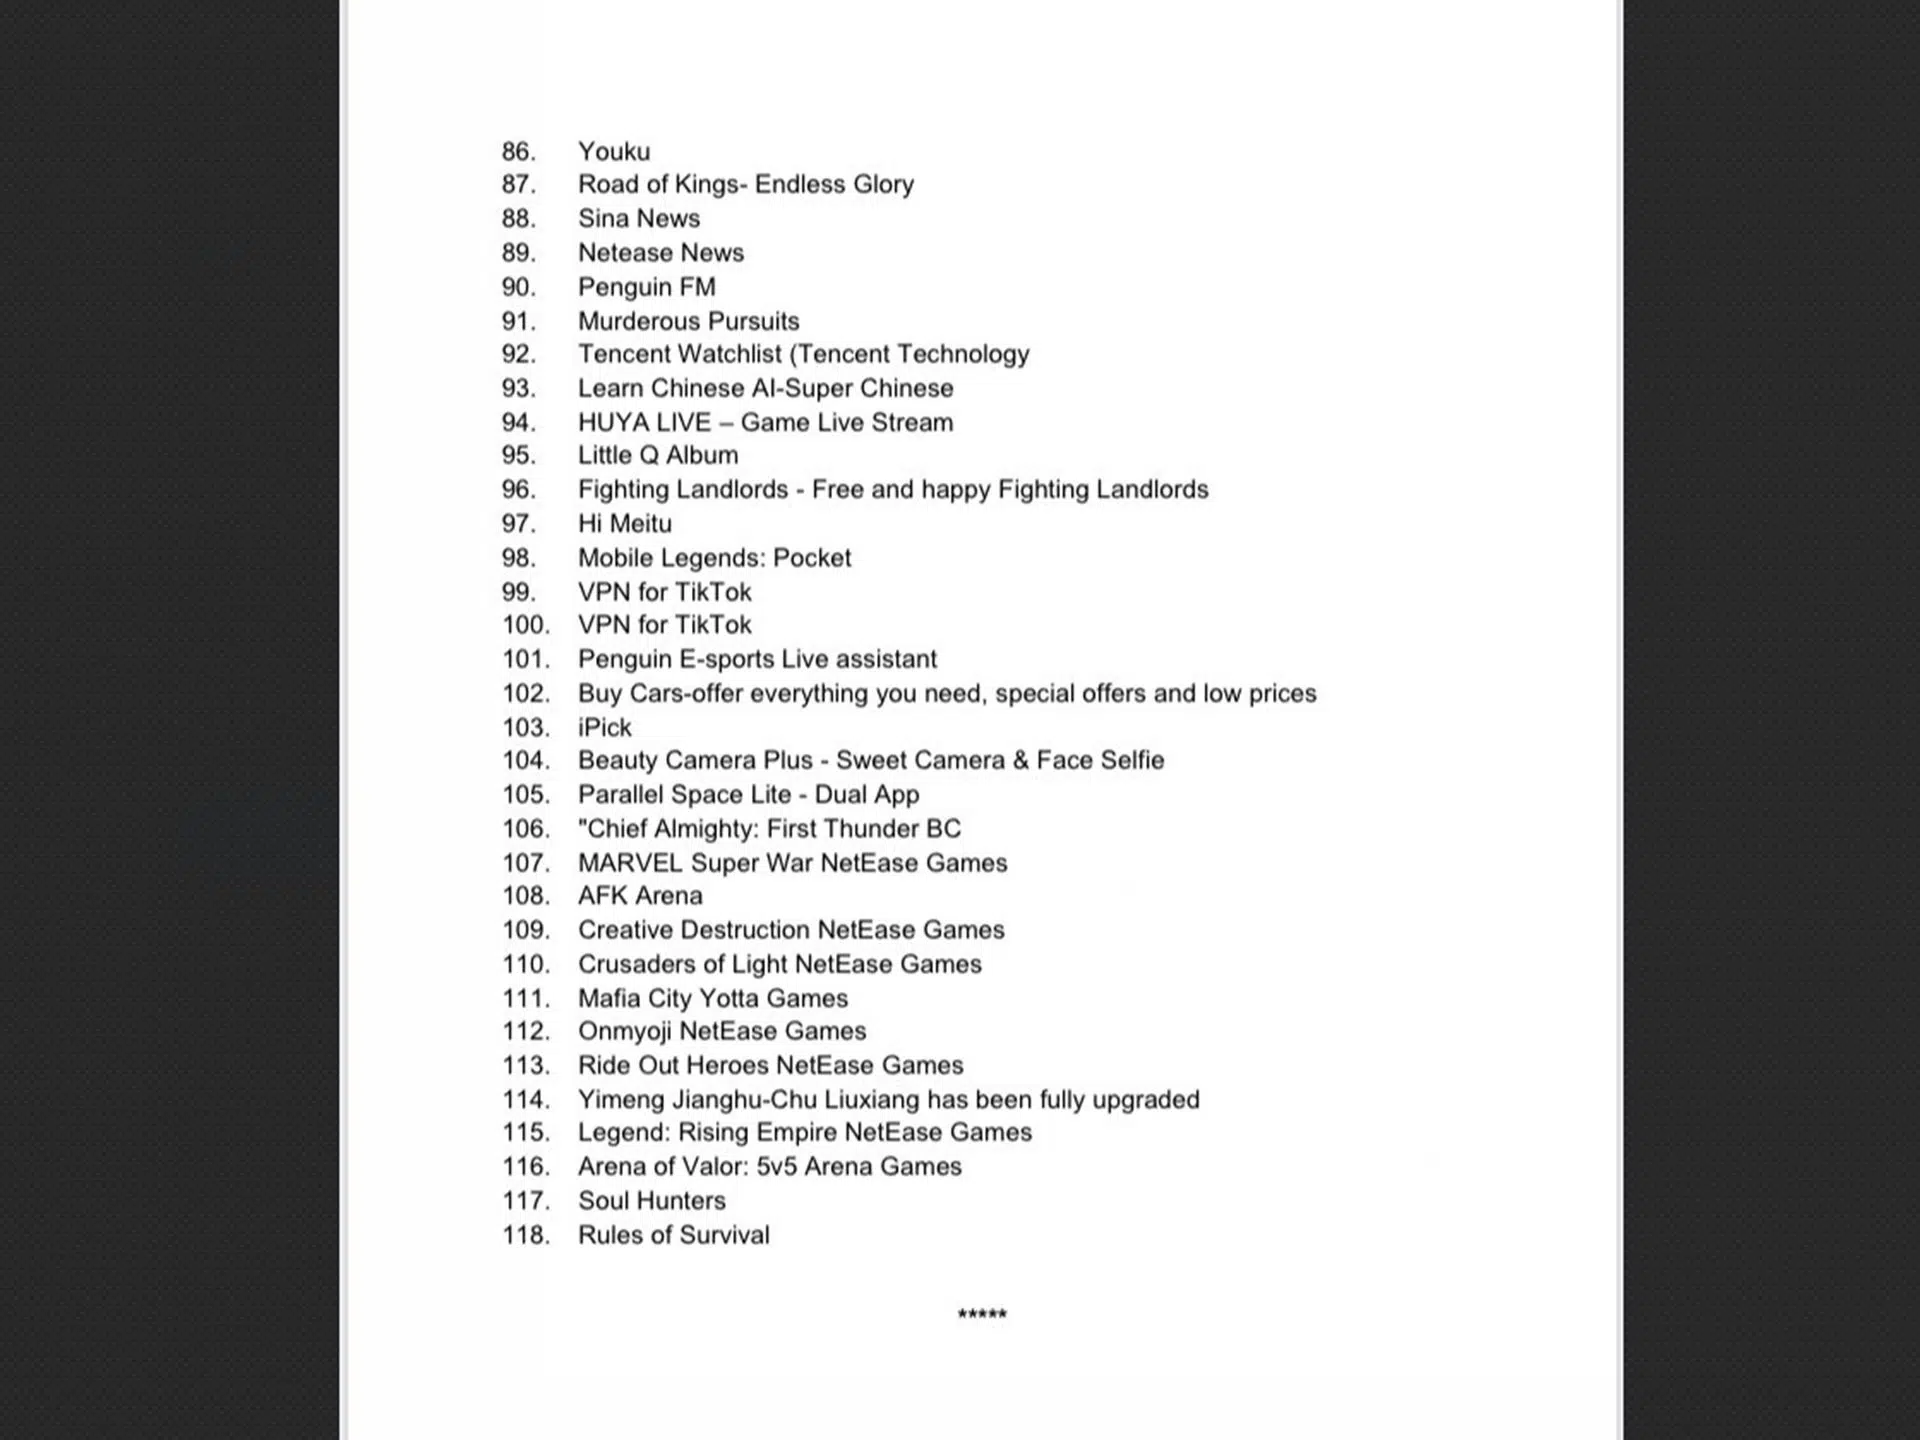 86. Youku
87. Road of Kings- Endless Glory
88. Sina News
89. Netease News
90. Penguin FM
91. Murderous Pursuits
92. Tencent Watchlist (Tencent Technology
93. Learn Chinese AI-Super Chinese
94. HUYA LIVE – Game Live Stream
95. Little Q Album
96. Fighting Landlords - Free and happy Fighting Landlords
97. Hi Meitu
98. Mobile Legends: Pocket
99. VPN for TikTok
100. VPN for TikTok
101. Penguin E-sports Live assistant
102. Buy Cars-offer everything you need, special offers and low prices
103. iPick
104. Beauty Camera Plus - Sweet Camera & Face Selfie
105. Parallel Space Lite - Dual App
106. "Chief Almighty: First Thunder BC
107. MARVEL Super War NetEase Games
108. AFK Arena
109. Creative Destruction NetEase Games
110. Crusaders of Light NetEase Games
111. Mafia City Yotta Games
112. Onmyoji NetEase Games
113. Ride Out Heroes NetEase Games
114. Yimeng Jianghu-Chu Liuxiang has been fully upgraded
115. Legend: Rising Empire NetEase Games
116. Arena of Valor: 5v5 Arena Games
117. Soul Hunters
118. Rules of Survival
*****